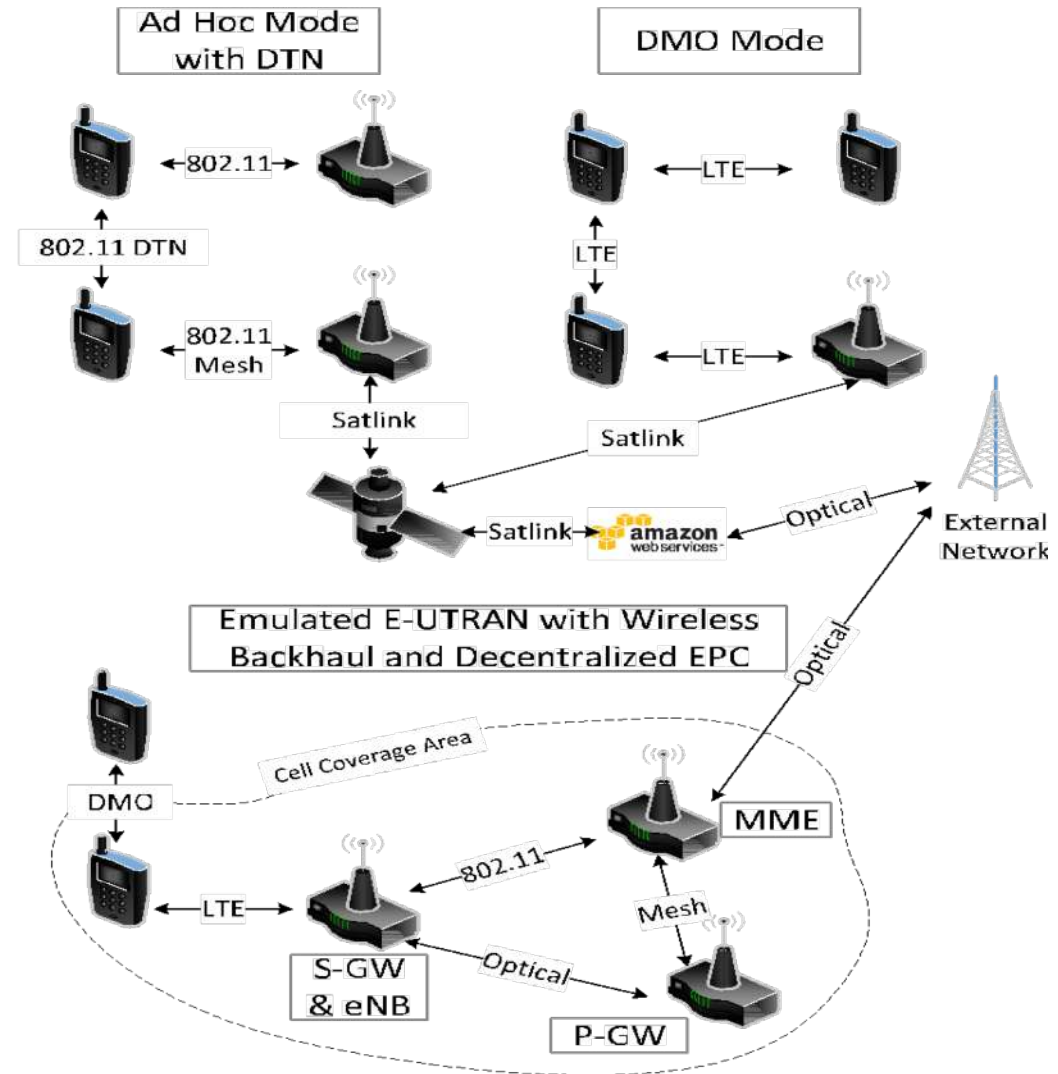 Ad Hoc Mode
with DTN
DMO Mode
802.11
LTE
802.11 DTN
LTE
802.11
Mesh
LTE
Satlink
Satlink
Satlink
amazon
webservices™
Optical
External
Network
Emulated E-UTRAN with Wireless
Backhaul and Decentralized EPC
Optical
Cell Coverage Area
DMO
MME
802.11
LTE
Mesh
S-GW
& eNB
Optical
P-GW